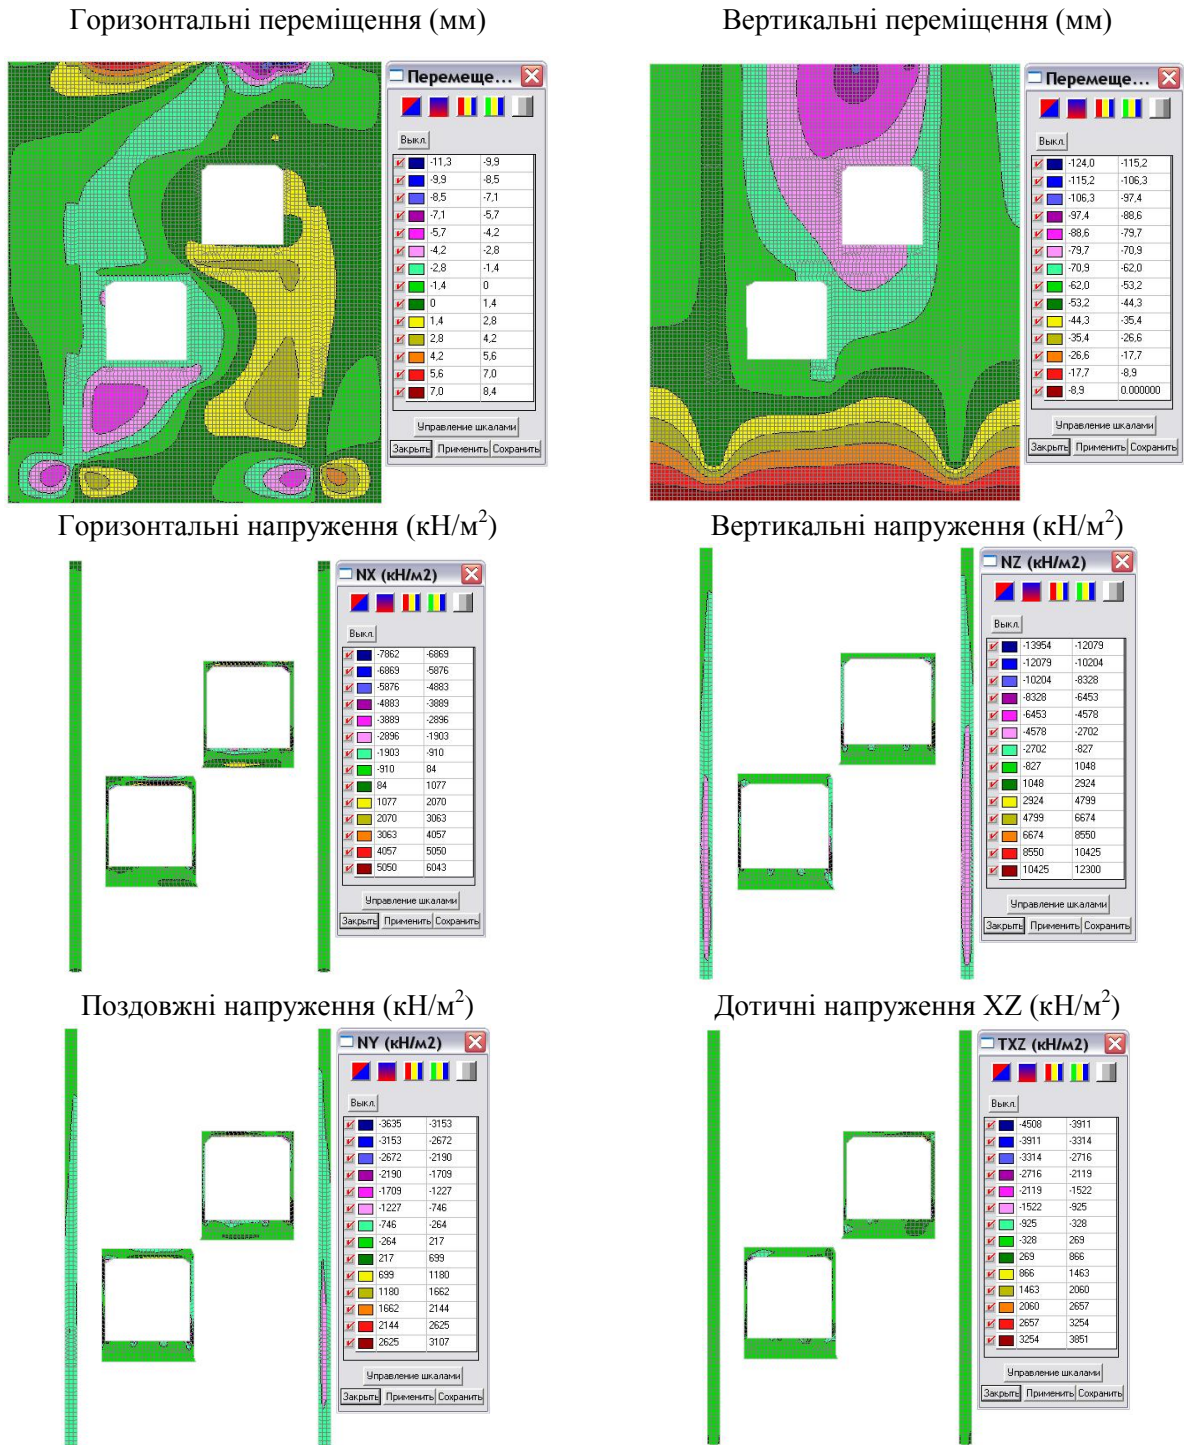 Горизонтальні переміщення (мм)
Перемеще...
Выкл.
-11,3 -9,9
-9,9 -8,5
-8,5 -7,1
-7,1 -5,7
-5,7 -4,2
-4,2 -2,8
-2,8 -1,4
-1,4 0
0 1,4
1,4 2,8
2,8 4,2
4,2 5,6
5,6 7,0
7,0 8,4
Управление шкалами
Закрыть Применить Сохранить
Вертикальні переміщення (мм)
Перемеще...
Выкл.
-124,0 -115,2
-115,2 -106,3
-106,3 -97,4
-97,4 -88,6
-88,6 -79,7
-79,7 -70,9
-70,9 -62,0
-62,0 -53,2
-53,2 -44,3
-44,3 -35,4
-35,4 -26,6
-26,6 -17,7
-17,7 -8,9
-8,9 0.000000
Управление шкалами
Закрыть Применить Сохранить
Горизонтальні напруження (кН/м²)
NX (кН/м2)
Выкл.
-7862 -6869
-6869 -5876
-5876 -4883
-4883 -3889
-3889 -2896
-2896 -1903
-1903 -910
-910 84
84 1077
1077 2070
2070 3063
3063 4057
4057 5050
5050 6043
Управление шкалами
Закрыть Применить Сохранить
Вертикальні напруження (кН/м²)
NZ (кН/м2)
Выкл.
-13954 -12079
-12079 -10204
-10204 -8328
-8328 -6453
-6453 -4578
-4578 -2702
-2702 -827
-827 1048
1048 2924
2924 4799
4799 6674
6674 8550
8550 10425
10425 12300
Управление шкалами
Закрыть Применить Сохранить
Поздовжні напруження (кН/м²)
NY (кН/м2)
Выкл.
-3635 -3153
-3153 -2672
-2672 -2190
-2190 -1709
-1709 -1227
-1227 -746
-746 -264
-264 217
217 699
699 1180
1180 1662
1662 2144
2144 2625
2625 3107
Управление шкалами
Закрыть Применить Сохранить
Дотичні напруження XZ (кН/м²)
TXZ (кН/м2)
Выкл.
-4508 -3911
-3911 -3314
-3314 -2716
-2716 -2119
-2119 -1522
-1522 -925
-925 -328
-328 269
269 866
866 1463
1463 2060
2060 2657
2657 3254
3254 3851
Управление шкалами
Закрыть Применить Сохранить